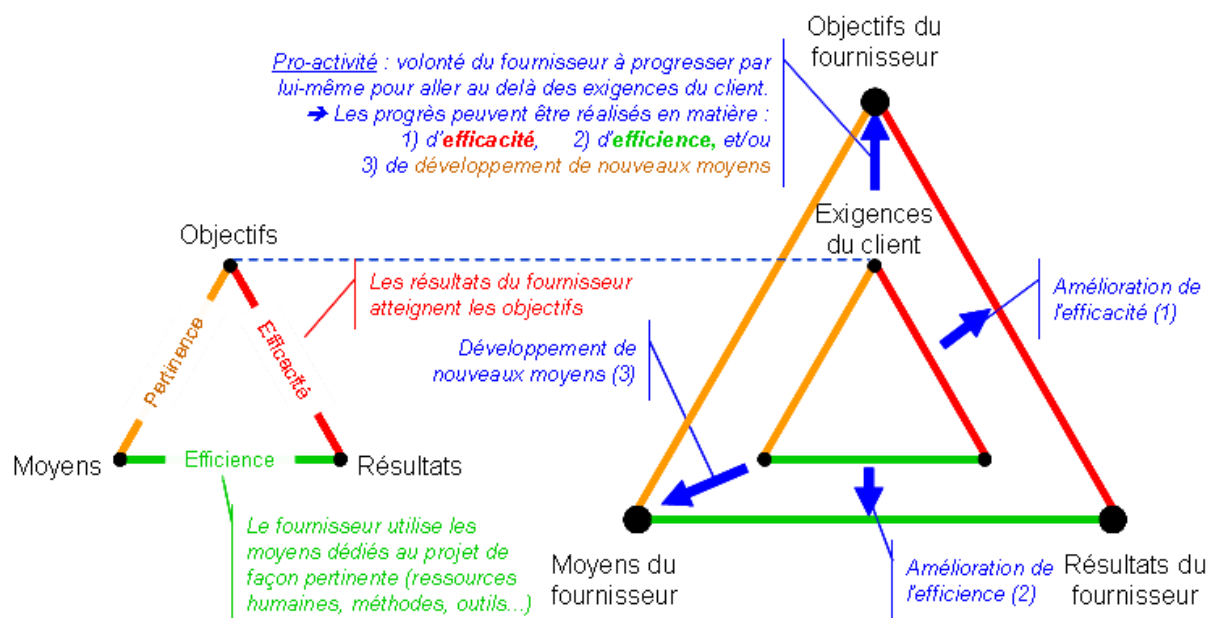 Objectifs du
fournisseur
Pro-activité : volonté du fournisseur à progresser par
lui-même pour aller au delà des exigences du client.
➔ Les progrès peuvent être réalisés en matière :
1) d'efficacité, 2) d'efficience, et/ou
3) de développement de nouveaux moyens
Exigences
du client
Objectifs
Les résultats du fournisseur
atteignent les objectifs
Amélioration de
l'efficacité (1)
Pertinence
Efficacité
Développement de
nouveaux moyens (3)
Moyens
Efficience
Résultats
Le fournisseur utilise les
moyens dédiés au projet de
façon pertinente (ressources
humaines, méthodes, outils...)
Moyens du
fournisseur
Amélioration de
l'efficience (2)
Résultats du
fournisseur